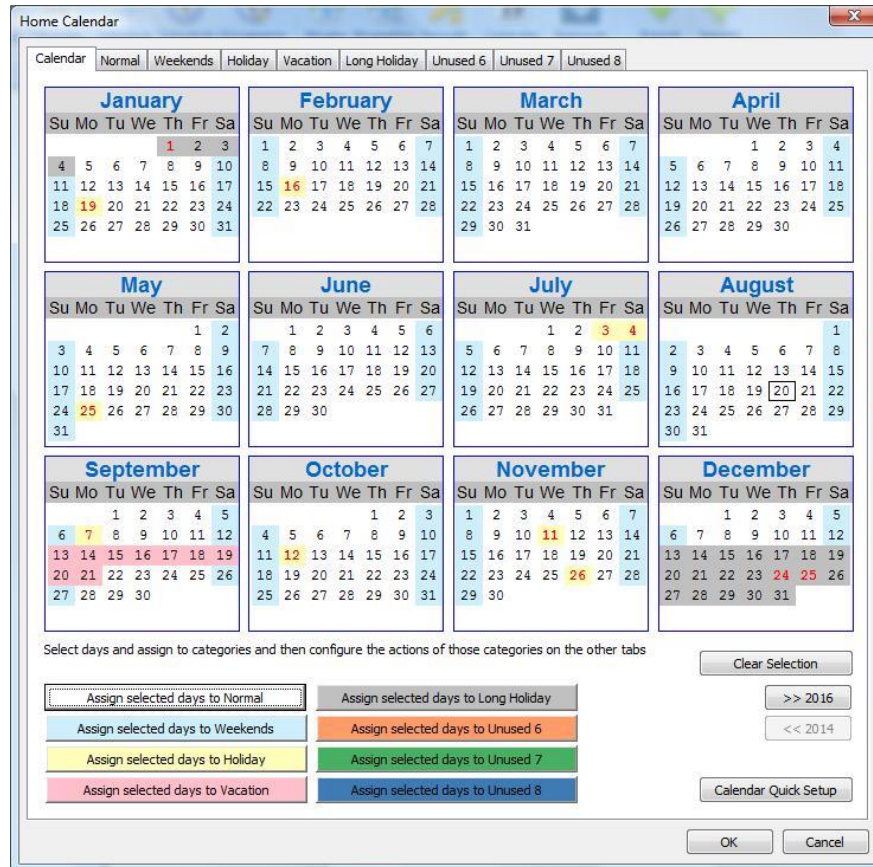 Home Calendar
Calendar Normal Weekends Holiday Vacation Long Holiday Unused 6 Unused 7 Unused 8
January
Su Mo Tu We Th Fr Sa
1 2 3
4 5 6 7 8 9 10
11 12 13 14 15 16 17
18 19 20 21 22 23 24
25 26 27 28 29 30 31
February
Su Mo Tu We Th Fr Sa
1 2 3 4 5 6 7
8 9 10 11 12 13 14
15 16 17 18 19 20 21
22 23 24 25 26 27 28
March
Su Mo Tu We Th Fr Sa
1 2 3 4 5 6 7
8 9 10 11 12 13 14
15 16 17 18 19 20 21
22 23 24 25 26 27 28
29 30 31
April
Su Mo Tu We Th Fr Sa
1 2 3 4
5 6 7 8 9 10 11
12 13 14 15 16 17 18
19 20 21 22 23 24 25
26 27 28 29 30
May
Su Mo Tu We Th Fr Sa
1 2
3 4 5 6 7 8 9
10 11 12 13 14 15 16
17 18 19 20 21 22 23
24 25 26 27 28 29 30
31
June
Su Mo Tu We Th Fr Sa
1 2 3 4 5 6
7 8 9 10 11 12 13
14 15 16 17 18 19 20
21 22 23 24 25 26 27
28 29 30
July
Su Mo Tu We Th Fr Sa
1 2 3 4
5 6 7 8 9 10 11
12 13 14 15 16 17 18
19 20 21 22 23 24 25
26 27 28 29 30 31
August
Su Mo Tu We Th Fr Sa
1
2 3 4 5 6 7 8
9 10 11 12 13 14 15
16 17 18 19 20 21 22
23 24 25 26 27 28 29
30 31
September
Su Mo Tu We Th Fr Sa
1 2 3 4 5
6 7 8 9 10 11 12
13 14 15 16 17 18 19
20 21 22 23 24 25 26
27 28 29 30
October
Su Mo Tu We Th Fr Sa
1 2 3
4 5 6 7 8 9 10
11 12 13 14 15 16 17
18 19 20 21 22 23 24
25 26 27 28 29 30 31
November
Su Mo Tu We Th Fr Sa
1 2 3 4 5 6 7
8 9 10 11 12 13 14
15 16 17 18 19 20 21
22 23 24 25 26 27 28
29 30
December
Su Mo Tu We Th Fr Sa
1 2 3 4 5
6 7 8 9 10 11 12
13 14 15 16 17 18 19
20 21 22 23 24 25 26
27 28 29 30 31
Select days and assign to categories and then configure the actions of those categories on the other tabs
Clear Selection
Assign selected days to Normal Assign selected days to Long Holiday >> 2016
Assign selected days to Weekends Assign selected days to Unused 6 << 2014
Assign selected days to Holiday Assign selected days to Unused 7
Assign selected days to Vacation Assign selected days to Unused 8 Calendar Quick Setup
OK Cancel